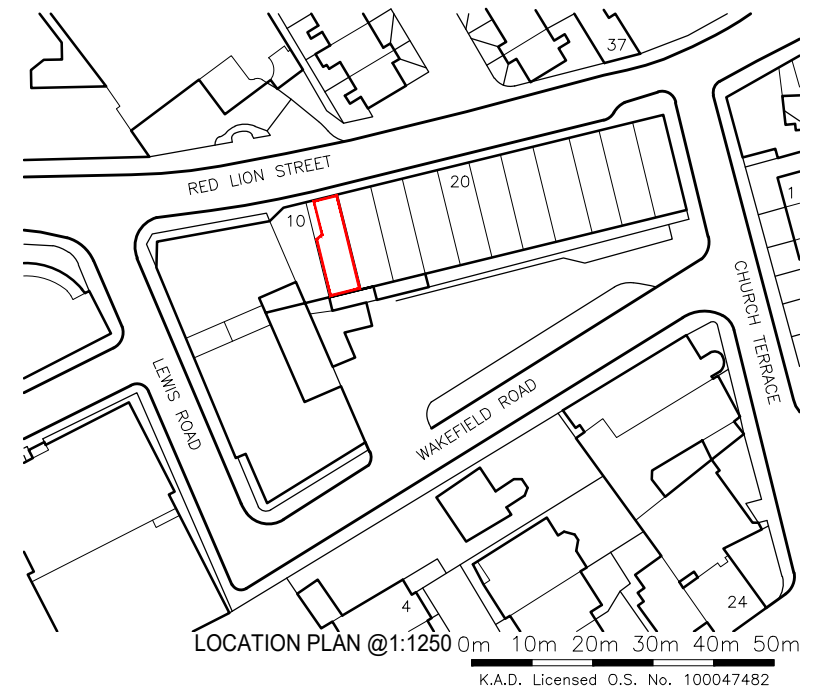 37
RED LION STREET
20
10
1
CHURCH TERRACE
LEWIS ROAD
WAKEFIELD ROAD
4
24
LOCATION PLAN @1:1250
0m 10m 20m 30m 40m 50m
K.A.D. Licensed O.S. No. 100047482